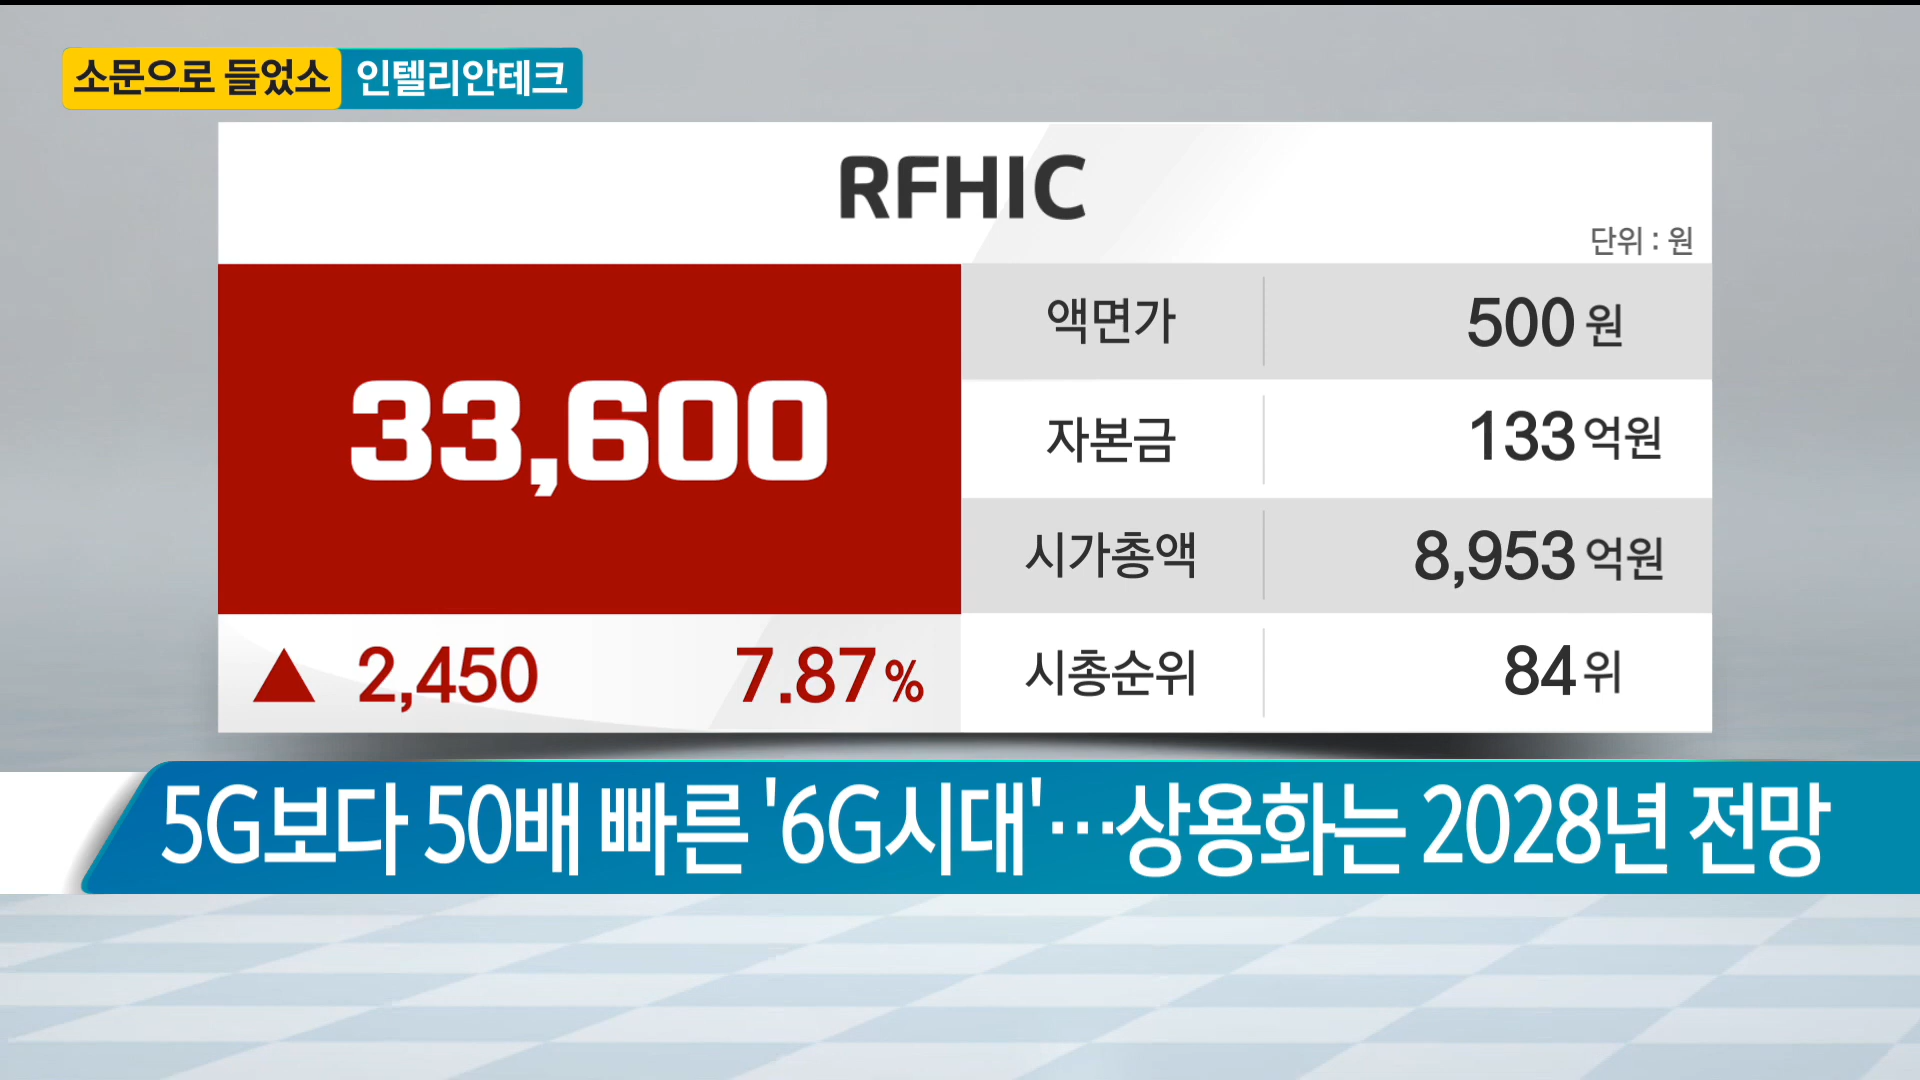 소문으로 들었소 인텔리안테크
RFHIC
단위 : 원
33,600
▲ 2,450 7.87 %
액면가 500 원
자본금 133 억원
시가총액 8,953 억원
시총순위 84 위
5G보다 50배 빠른 '6G시대'…상용화는 2028년 전망